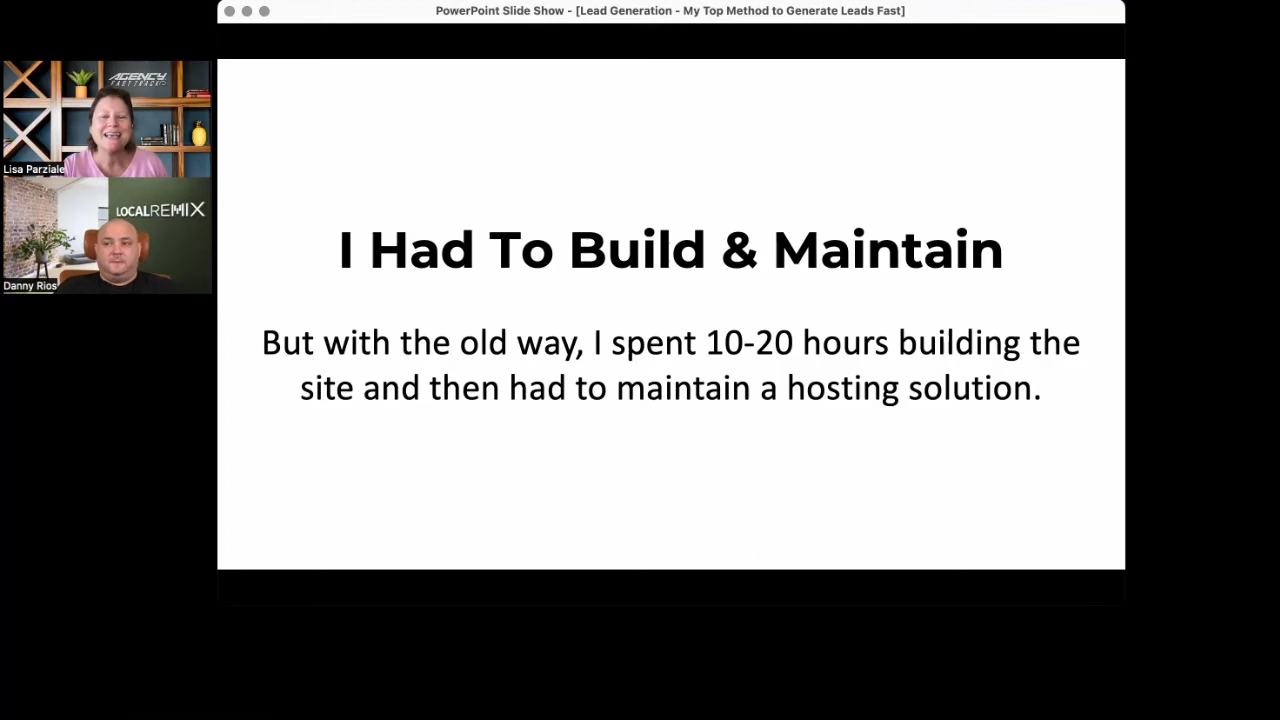 PowerPoint Slide Show - [Lead Generation - My Top Method to Generate Leads Fast]
AGENCY
FASTTRACK
Lisa Parziale
LOCALREMIX
Danny Rios
I Had To Build & Maintain
But with the old way, I spent 10-20 hours building the
site and then had to maintain a hosting solution.